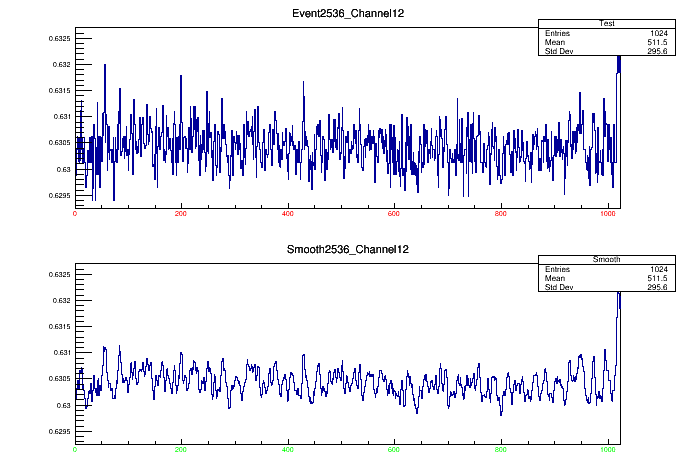 Event2536_Channel12
Test
Entries 1024
Mean 511.5
Std Dev 295.6
0.6325
0.632
0.6315
0.631
0.6305
0.63
0.6295
0 200 400 600 800 1000
Smooth2536_Channel12
Smooth
Entries 1024
Mean 511.5
Std Dev 295.6
0.6325
0.632
0.6315
0.631
0.6305
0.63
0.6295
0 200 400 600 800 1000